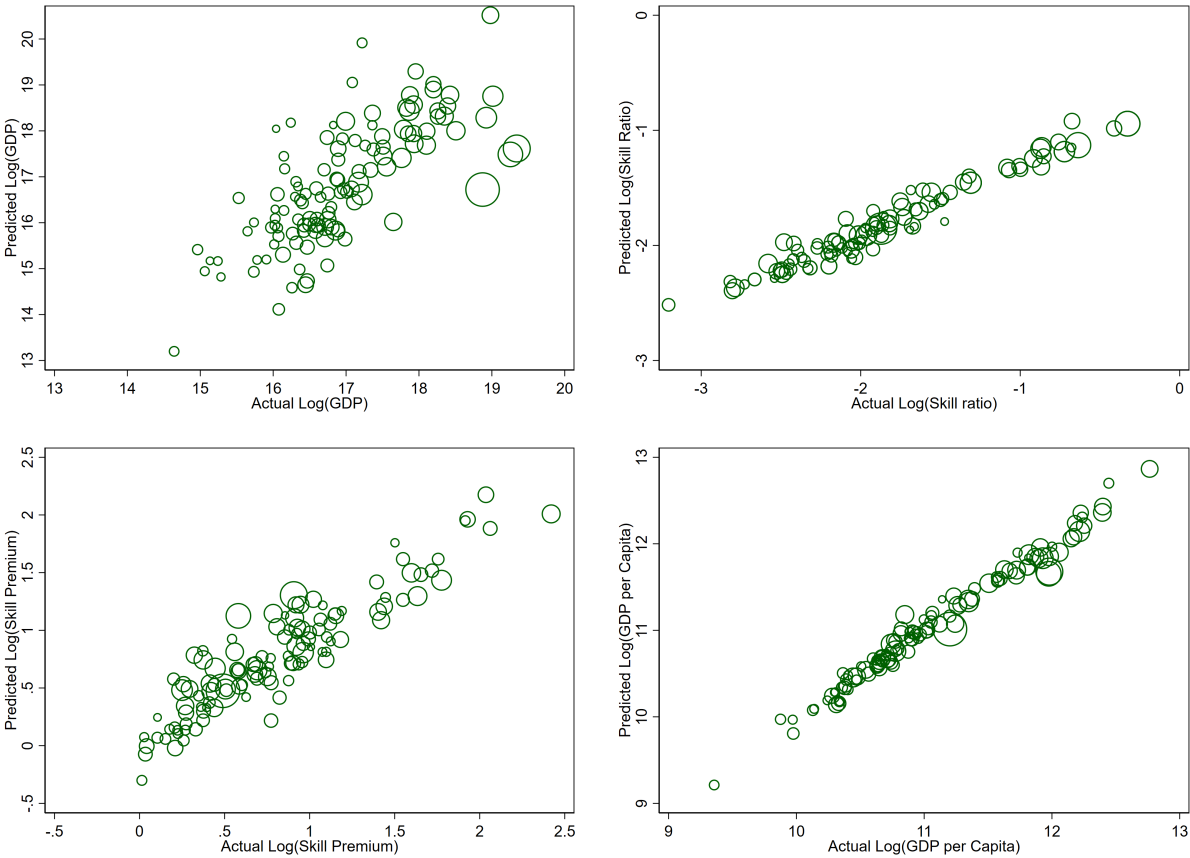 Predicted Log(GDP)
20
19
18
17
16
15
14
13
13 14 15 16 17 18 19 20
Actual Log(GDP)
Predicted Log(Skill Ratio)
0
-1
-2
-3
-3 -2 -1 0
Actual Log(Skill ratio)
Predicted Log(Skill Premium)
2.5
2
1.5
1
.5
0
-.5
-.5 0 .5 1 1.5 2 2.5
Actual Log(Skill Premium)
Predicted Log(GDP per Capita)
13
12
11
10
9
9 10 11 12 13
Actual Log(GDP per Capita)